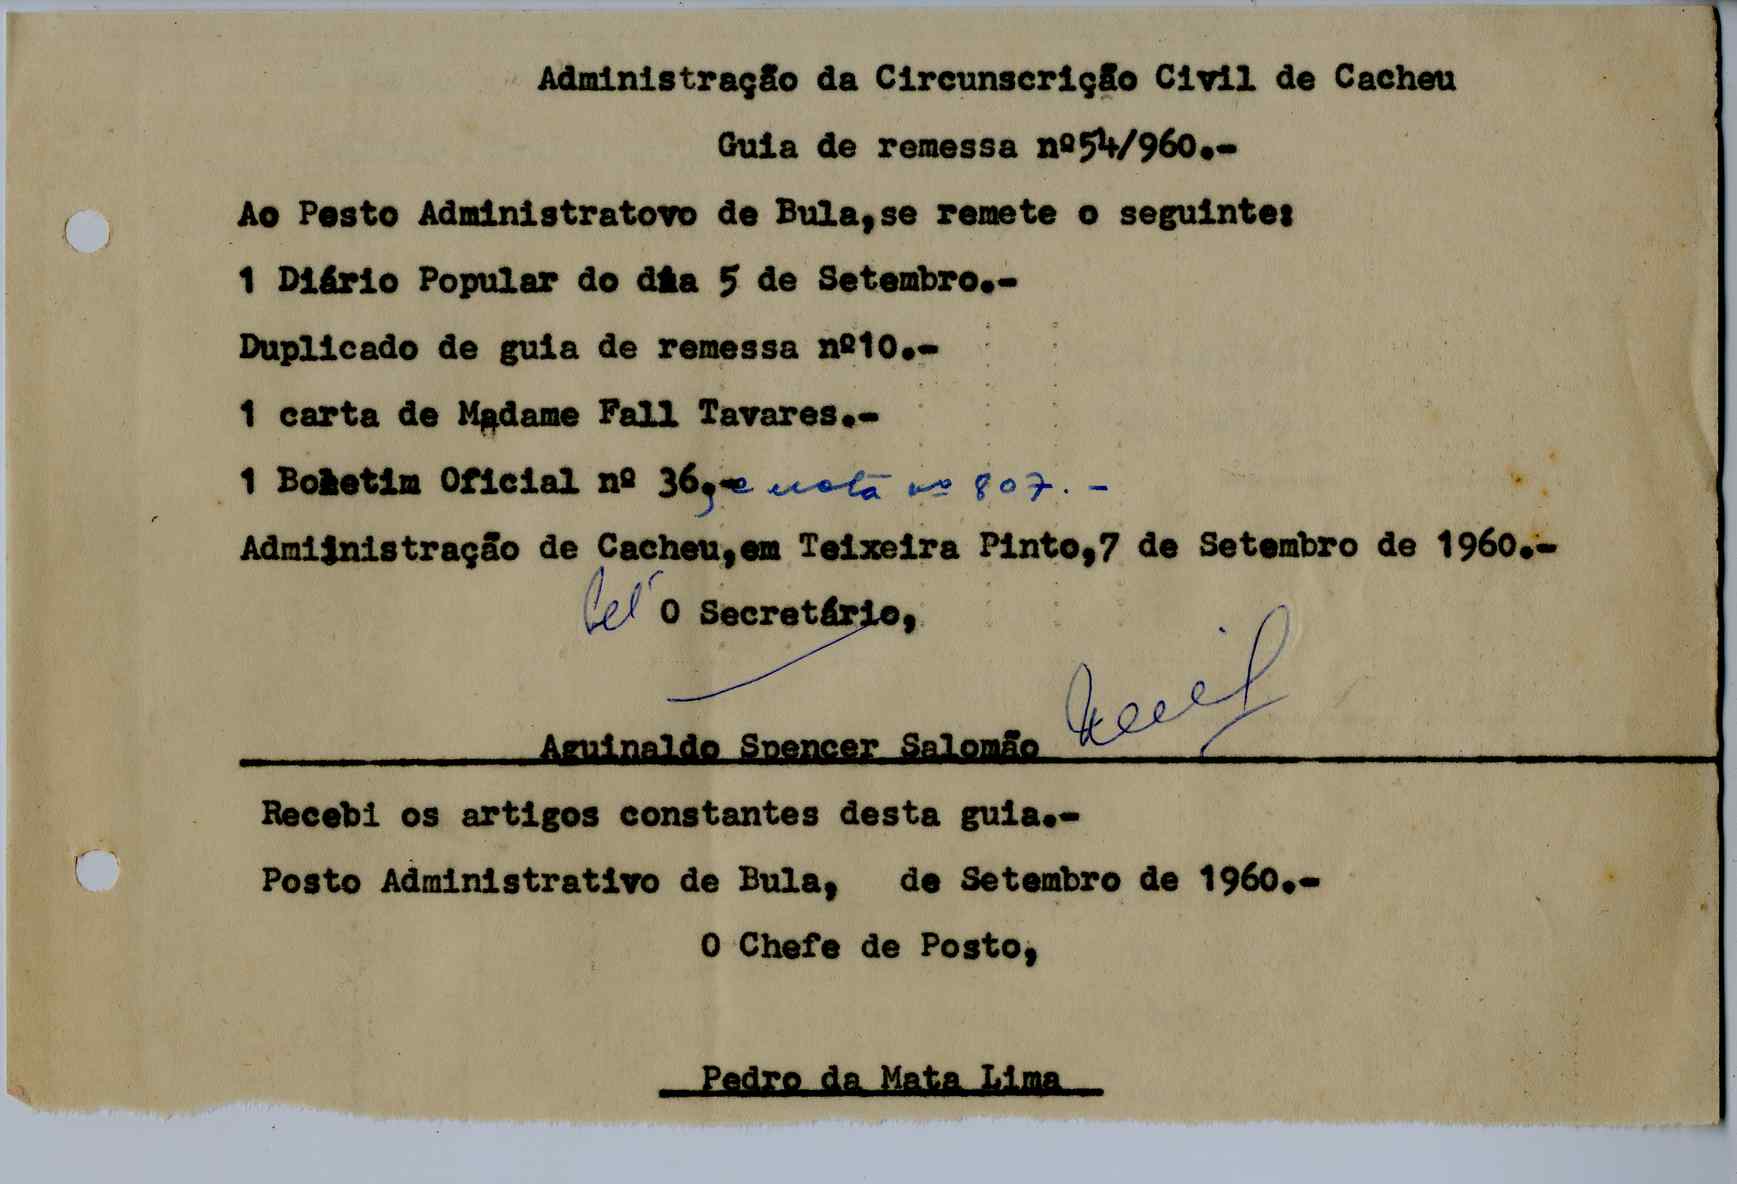 Administração da Circunscrição Civil de Cacheu
Guia de remessa nº54/960.-
Ao Posto Administratovo de Bula,se remete o seguinte:
1 Diário Popular do dia 5 de Setembro.-
Duplicado de guia de remessa nº10.-
1 carta de Madame Fall Tavares.-
1 Boletim Oficial nº 36,- e nota nº 807.-
Admiinistração de Cacheu,em Teixeira Pinto,7 de Setembro de 1960.-
O Secretário,
Aguinaldo Spencer Salomão
Recebi os artigos constantes desta guia.-
Posto Administrativo de Bula, de Setembro de 1960.-
O Chefe de Posto,
Pedro da Mata Lima